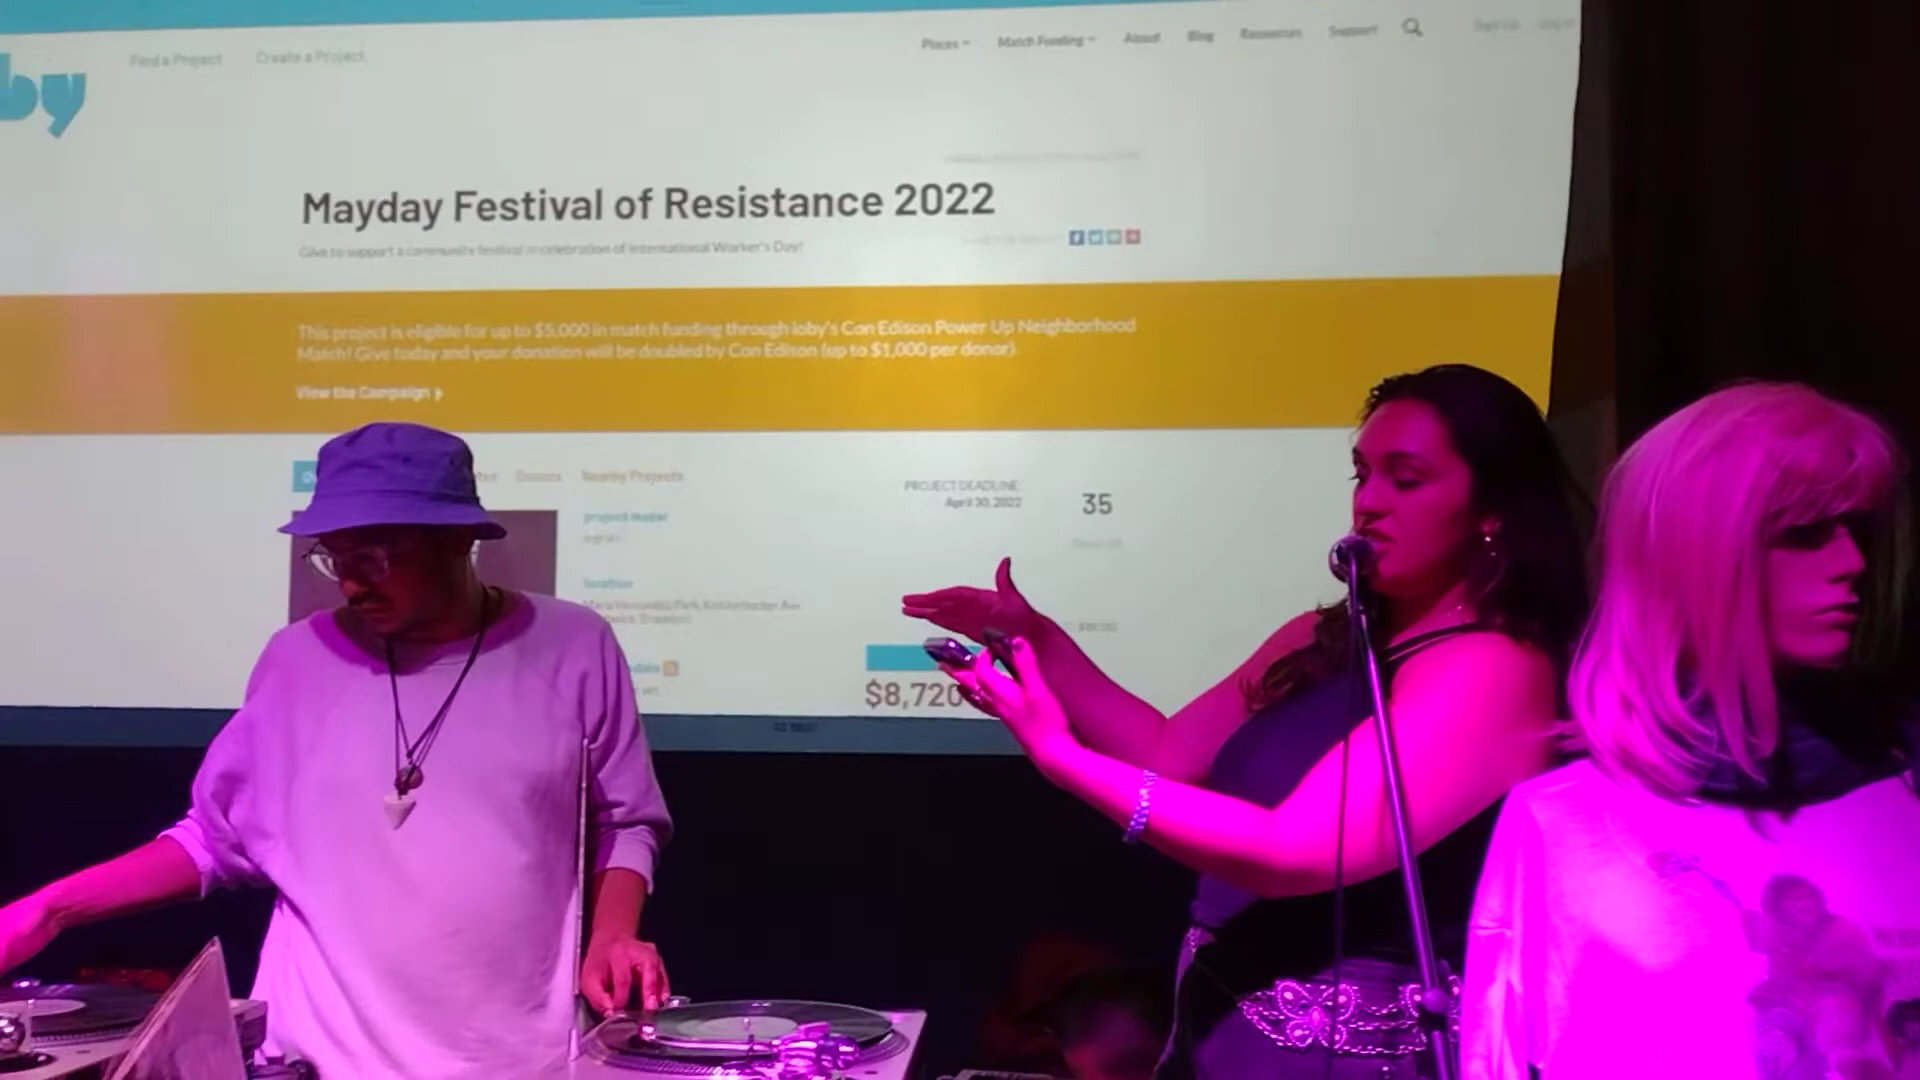 by
Find a Project Create a Project
Places Match Funding About Blog Resources Support
Mayday Festival of Resistance 2022
Give to support a community festival in celebration of International Worker's Day!
This project is eligible for up to $5,000 in match funding through ioby's Con Edison Power Up Neighborhood
Match! Give today and your donation will be doubled by Con Edison (up to $1,000 per donor).
View the Campaign
Donors Nearby Projects
PROJECT DEADLINE:
April 30, 2022
35
project leader
location
$8,720